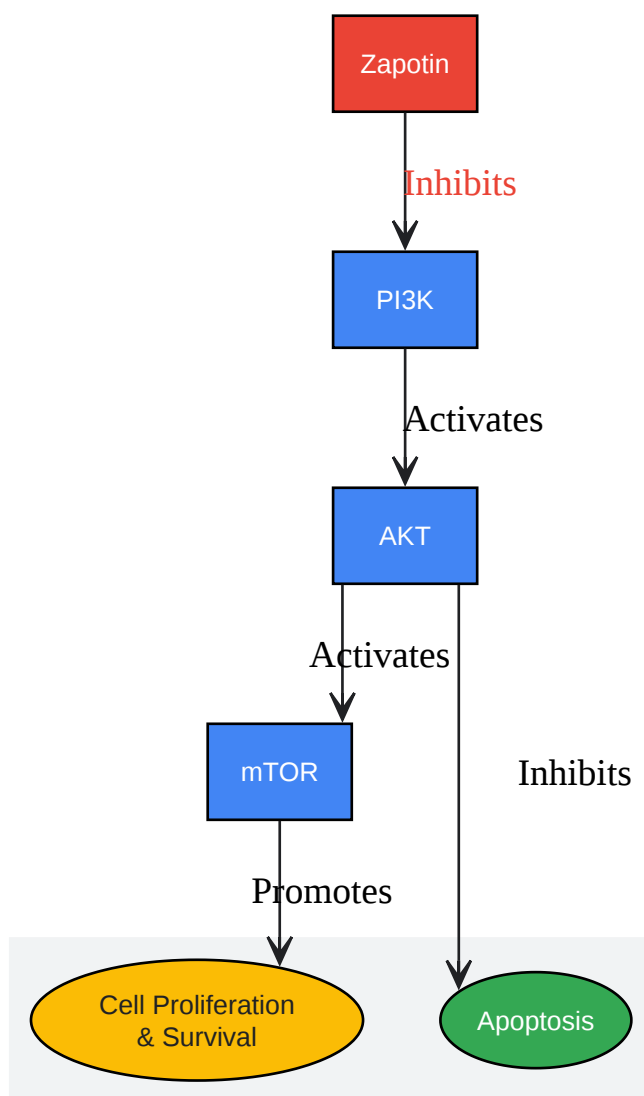 Zapotin
Inhibits
PI3K
Activates
AKT
Activates
mTOR
Inhibits
Promotes
Cell Proliferation
& Survival
Apoptosis